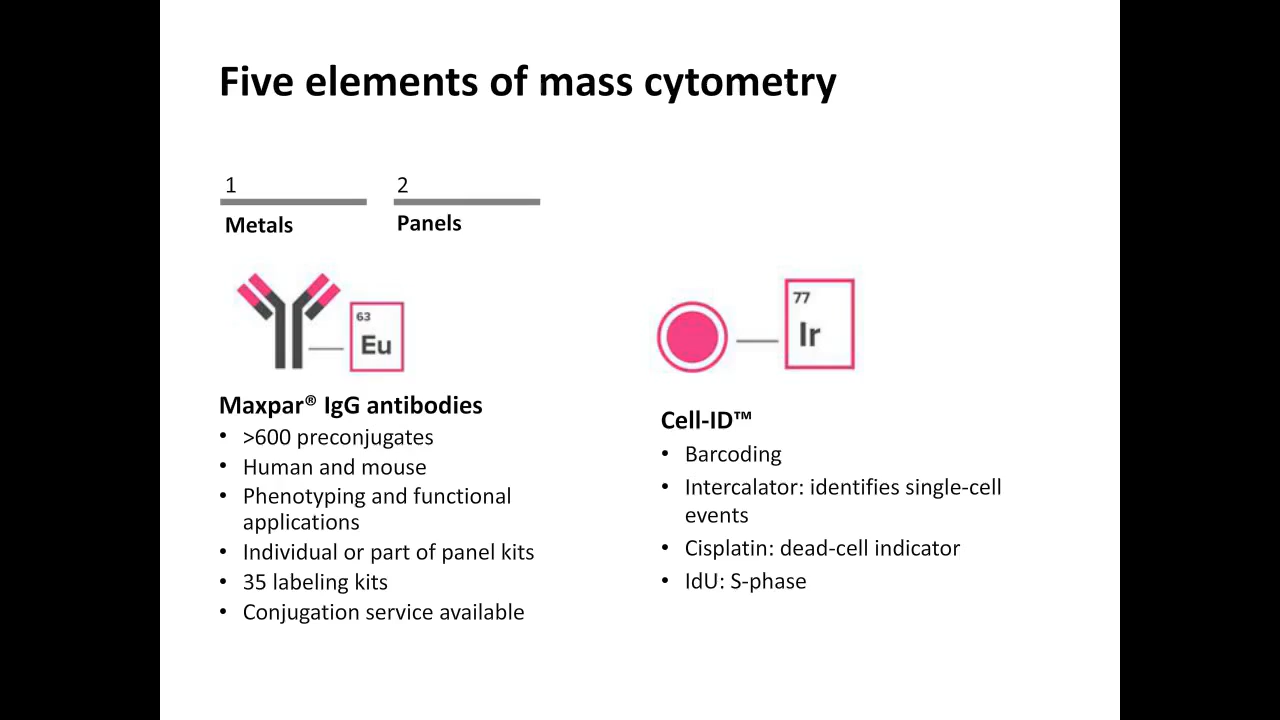 Five elements of mass cytometry
1
Metals
2
Panels
63
Eu
Maxpar® IgG antibodies
• >600 preconjugates
• Human and mouse
• Phenotyping and functional
applications
• Individual or part of panel kits
• 35 labeling kits
• Conjugation service available
77
Ir
Cell-ID™
• Barcoding
• Intercalator: identifies single-cell
events
• Cisplatin: dead-cell indicator
• IdU: S-phase